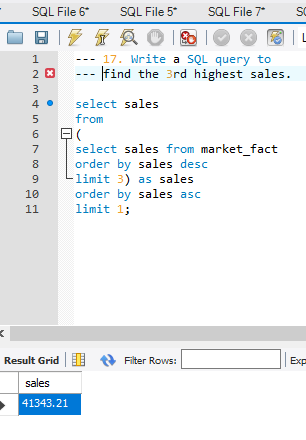 SQL File 6*
SQL File 5*
SQL File 7*
1 --- 17. Write a SQL query to
2 --- find the 3rd highest sales.
3
4 select sales
5 from
6 (
7 select sales from market_fact
8 order by sales desc
9 limit 3) as sales
10 order by sales asc
11 limit 1;
Result Grid
Filter Rows:
Exp
sales
41343.21